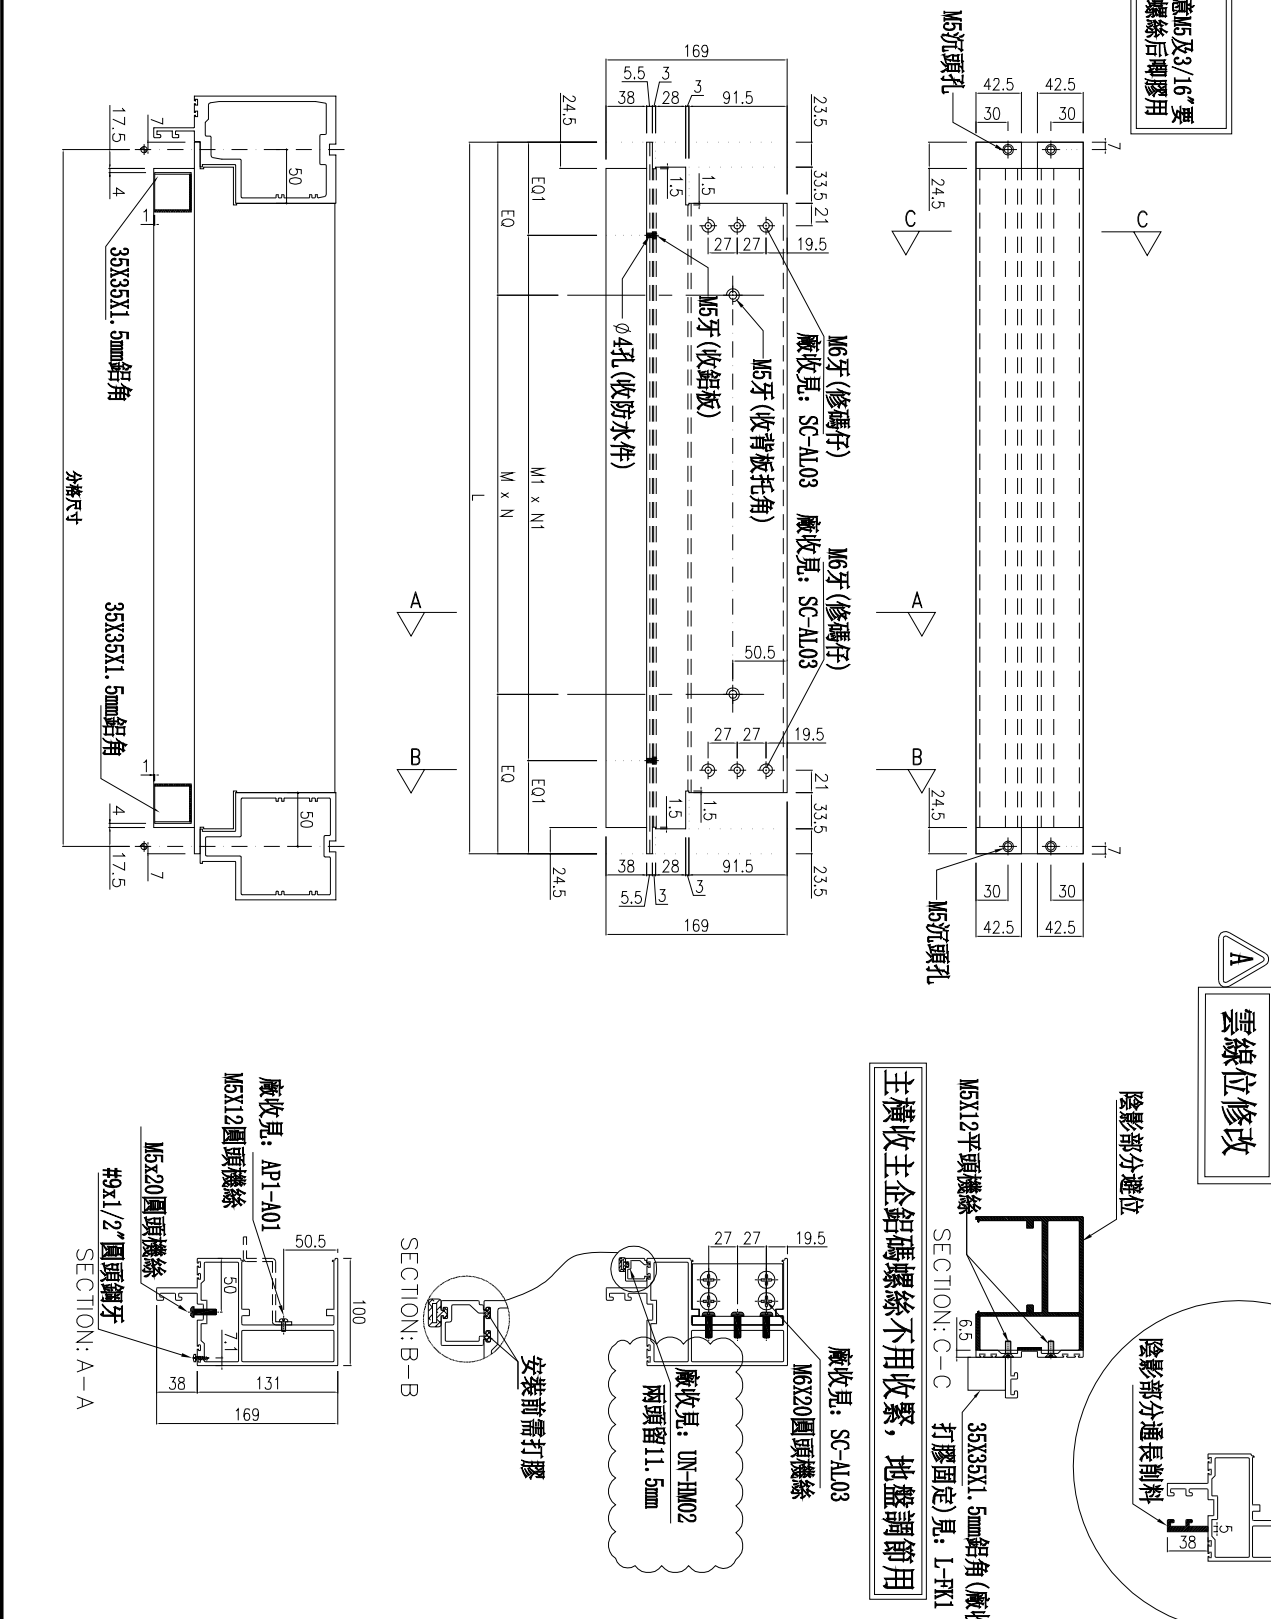 意M5及3/16"要
螺絲后唧膠用
M5沉頭孔
42.5
42.5
30
30
7
24.5
C
C
A
A
B
B
24.5
7
30
30
42.5
42.5
M5沉頭孔
169
5.5
3
3
38
28
91.5
24.5
23.5
33.5
21
1.5
1.5
27
27
19.5
M6牙(修碼仔)
廠收見: SC-AL03
M6牙(修碼仔)
廠收見: SC-AL03
M5牙(收背板托角)
M5牙(收鋁板)
Ø4孔(收防水件)
50.5
27
27
19.5
21
33.5
23.5
1.5
1.5
38
28
91.5
5.5
3
3
169
24.5
EQ1
M1 x N1
EQ1
EQ
M x N
EQ
L
17.5
7
4
50
1
35X35X1.5mm鋁角
分格尺寸
35X35X1.5mm鋁角
1
4
50
17.5
7
A
雲線位修改
陰影部分避位
M5X12平頭機絲
SECTION:C-C
6.5
35X35X1.5mm鋁角(廠收
打膠固定)見: L-FK1
陰影部分通長削料
5
38
主橫收主企鋁碼螺絲不用收緊, 地盤調節用
27
27
19.5
廠收見: SC-AL03
M6X20圓頭機絲
廠收見: UN-HM02
兩頭留11.5mm
安裝前需打膠
SECTION:B-B
廠收見: AP1-A01
M5X12圓頭機絲
M5x20圓頭機絲
#9x1/2"圓頭鋼牙
SECTION: A-A
50.5
50
7.1
100
38
131
169